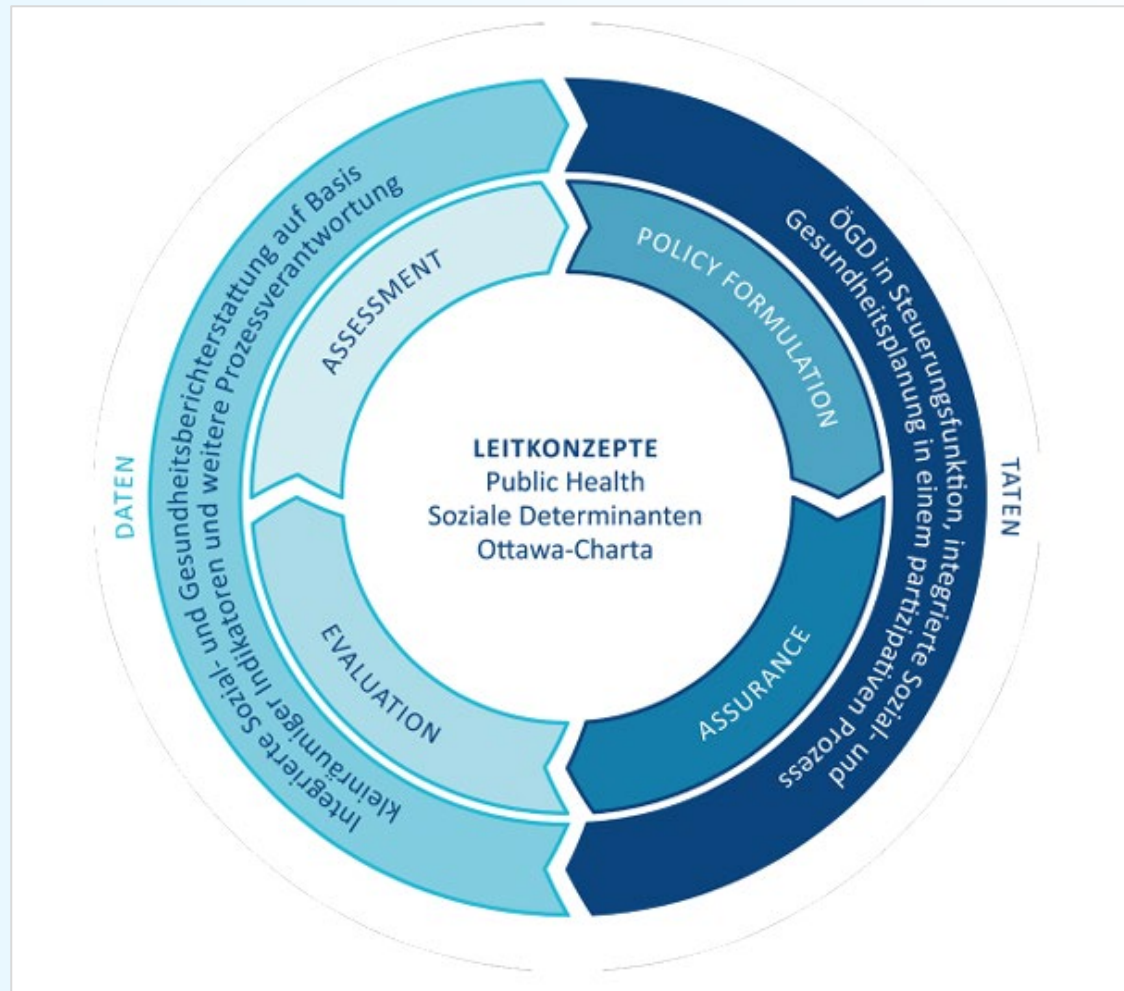 DATEN
Integrierte Sozial- und Gesundheitsberichterstattung auf Basis
kleinräumiger Indikatoren und weitere Prozessverantwortung
ASSESSMENT
POLICY FORMULATION
ÖGD in Steuerungsfunktion, integrierte Sozial- und
Gesundheitsplanung in einem partizipativen Prozess
TATEN
LEITKONZEPTE
Public Health
Soziale Determinanten
Ottawa-Charta
EVALUATION
ASSURANCE